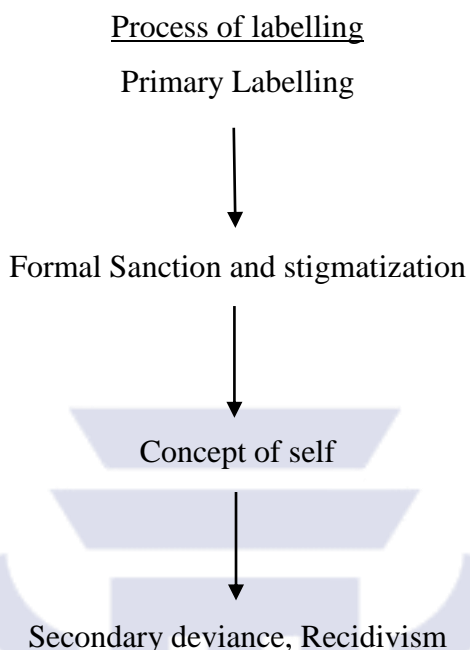 Process of labelling
Primary Labelling
Formal Sanction and stigmatization
Concept of self
Secondary deviance, Recidivism